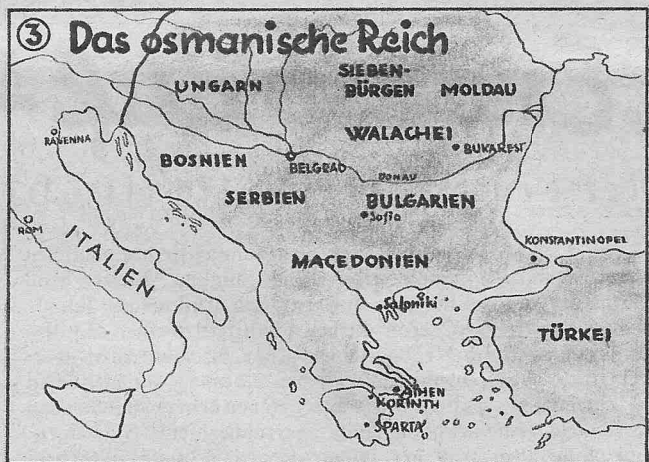 3 Das osmanische Reich
UNGARN
SIEBEN-
BÜRGEN
MOLDAU
WALACHEI
BUKAREST
RAVENNA
BOSNIEN
BELGRAD
DONAU
SERBIEN
BULGARIEN
Sofia
ROM
ITALIEN
KONSTANTINOPEL
MACEDONIEN
Saloniki
TÜRKEI
ATHEN
KORINTH
SPARTA